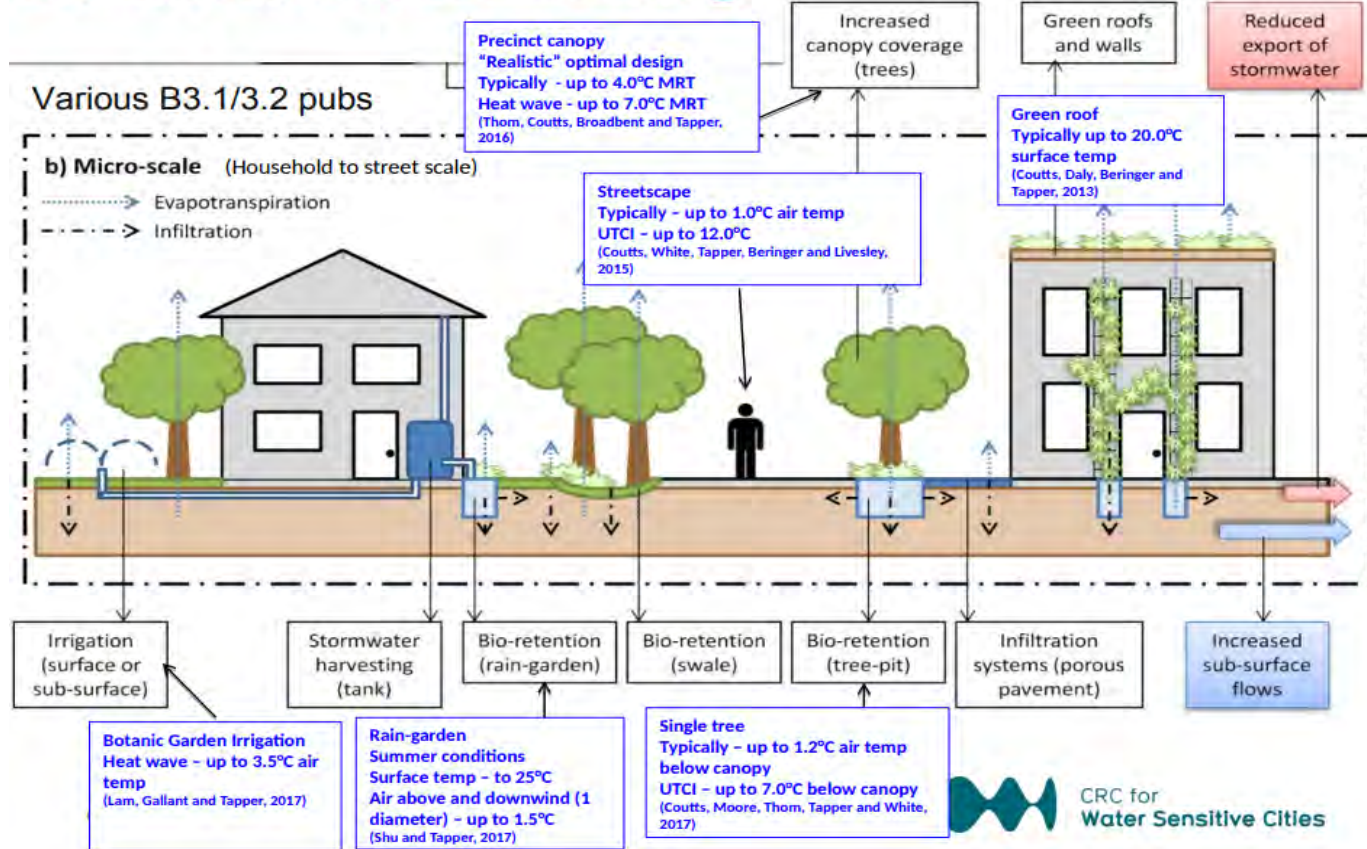 Increased
canopy coverage
(trees)
Green roofs
and walls
Reduced
export of
stormwater
Precinct canopy
“Realistic” optimal design
Typically - up to 4.0°C MRT
Heat wave - up to 7.0°C MRT
(Thom, Coutts, Broadbent and Tapper,
2016)
Various B3.1/3.2 pubs
Green roof
Typically up to 20.0°C
surface temp
(Coutts, Daly, Beringer and
Tapper, 2013)
b) Micro-scale (Household to street scale)
Evapotranspiration
Infiltration
Streetscape
Typically – up to 1.0°C air temp
UTCI – up to 12.0°C
(Coutts, White, Tapper, Beringer and Livesley,
2015)
Irrigation
(surface or
sub-surface)
Stormwater
harvesting
(tank)
Bio-retention
(rain-garden)
Bio-retention
(swale)
Bio-retention
(tree-pit)
Infiltration
systems (porous
pavement)
Increased
sub-surface
flows
Botanic Garden Irrigation
Heat wave – up to 3.5°C air
temp
(Lam, Gallant and Tapper, 2017)
Rain-garden
Summer conditions
Surface temp – to 25°C
Air above and downwind (1
diameter) – up to 1.5°C
(Shu and Tapper, 2017)
Single tree
Typically – up to 1.2°C air temp
below canopy
UTCI – up to 7.0°C below canopy
(Coutts, Moore, Thom, Tapper and White,
2017)
CRC for
Water Sensitive Cities